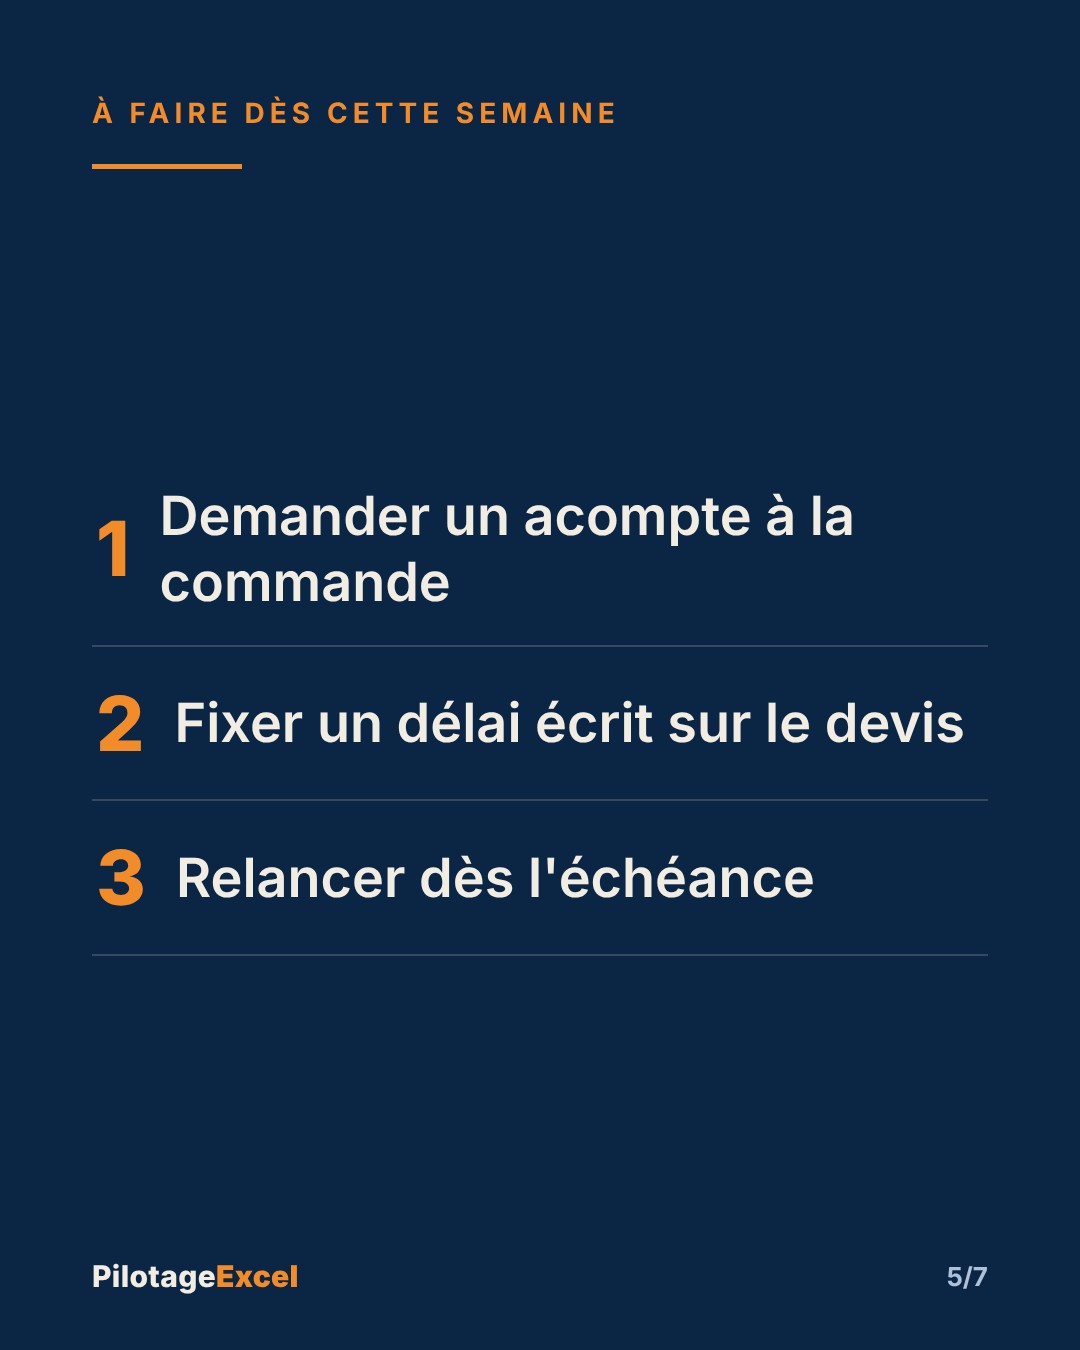 À FAIRE DÈS CETTE SEMAINE
1 Demander un acompte à la
commande
2 Fixer un délai écrit sur le devis
3 Relancer dès l'échéance
PilotageExcel
5/7